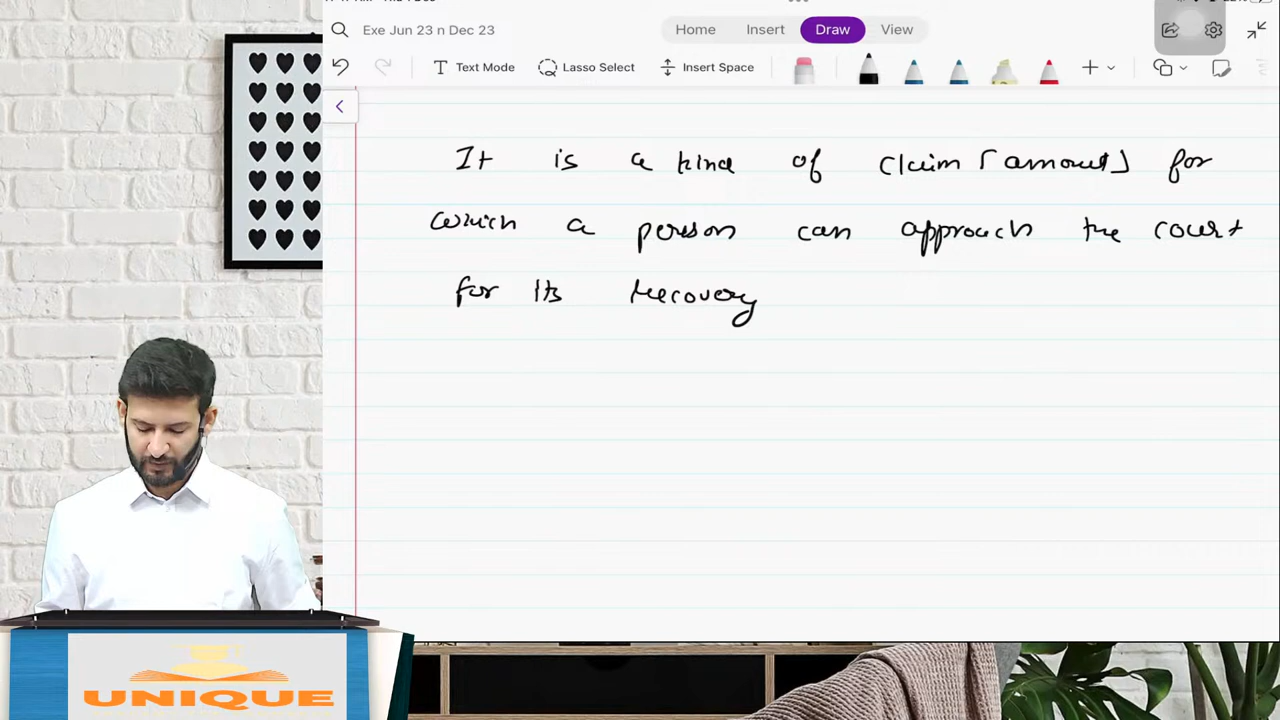 Exe Jun 23 n Dec 23
Home Insert Draw View
Text Mode Lasso Select Insert Space
It is a kind of claim [amount] for
which a person can approach the court
for its recovery
UNIQUE